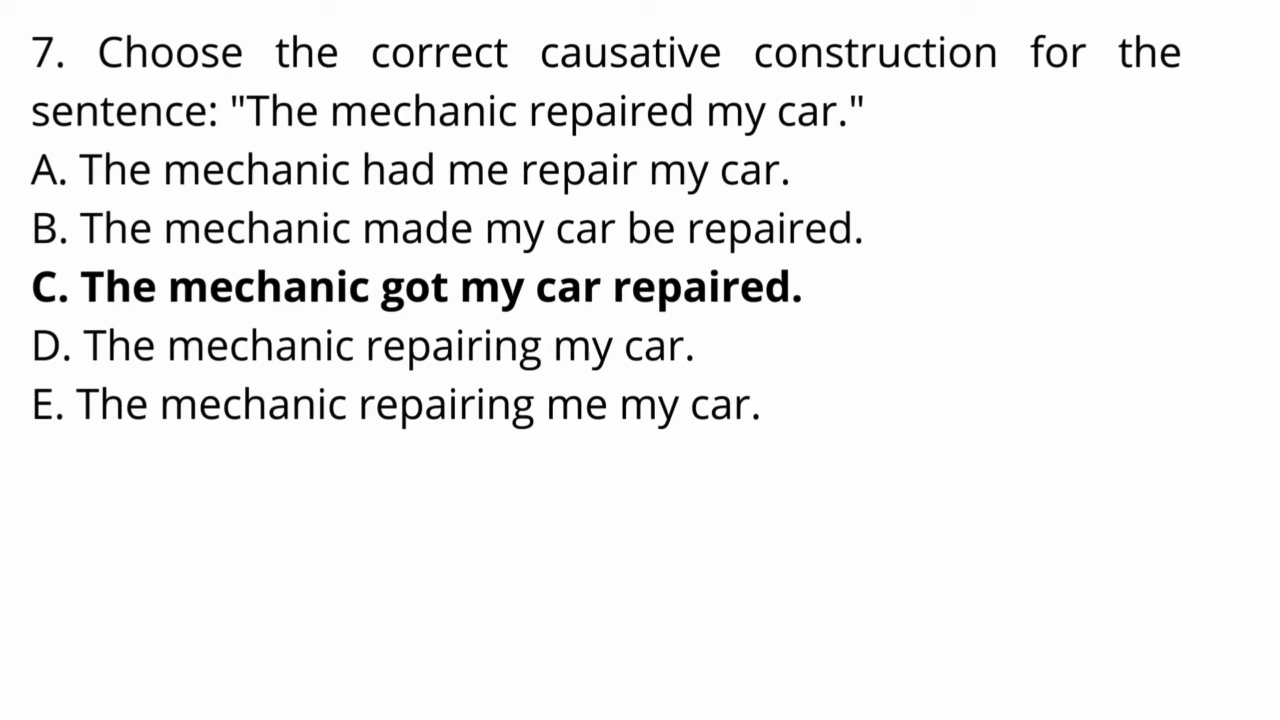 7. Choose the correct causative construction for the
sentence: "The mechanic repaired my car."
A. The mechanic had me repair my car.
B. The mechanic made my car be repaired.
C. The mechanic got my car repaired.
D. The mechanic repairing my car.
E. The mechanic repairing me my car.